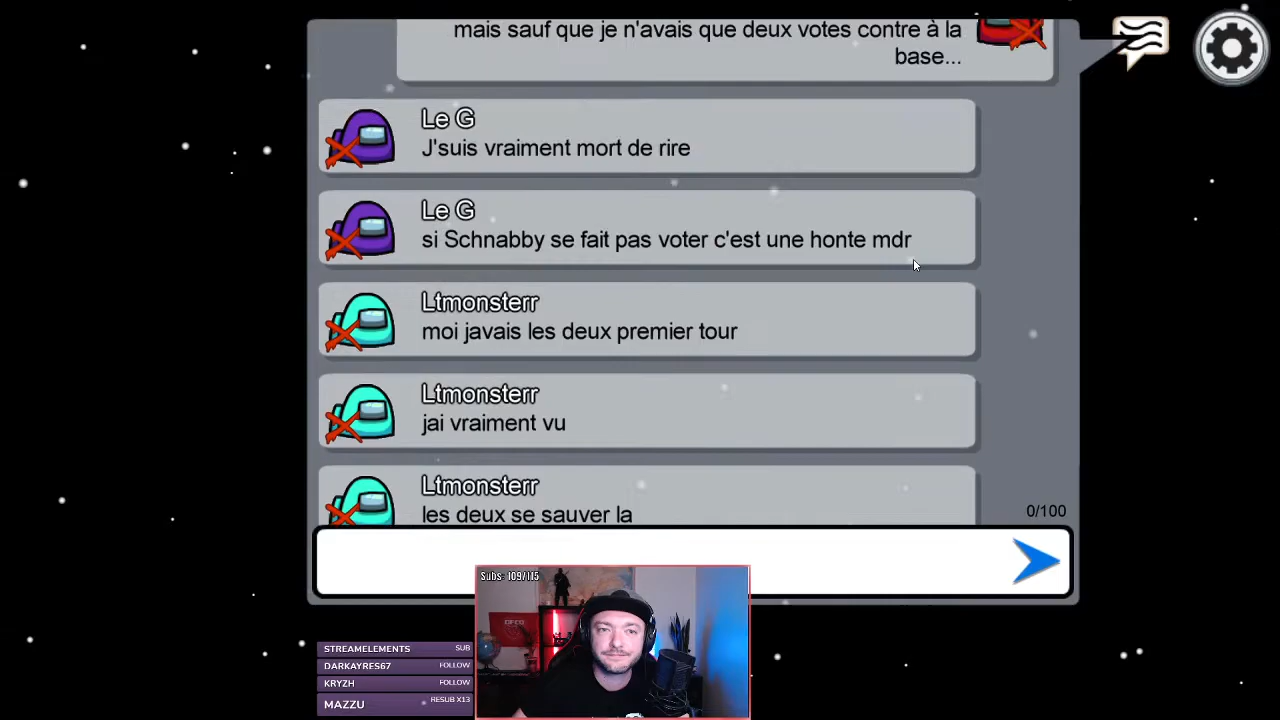 mais sauf que je n'avais que deux votes contre à la
base...
Le G
J'suis vraiment mort de rire
Le G
si Schnabby se fait pas voter c'est une honte mdr
Ltmonsterr
moi javais les deux premier tour
Ltmonsterr
jai vraiment vu
Ltmonsterr
les deux se sauver la
0/100
Subs: 109/115
STREAMELEMENTS SUB
DARKAYRES67 FOLLOW
KRYZH FOLLOW
MAZZU RESUB X13